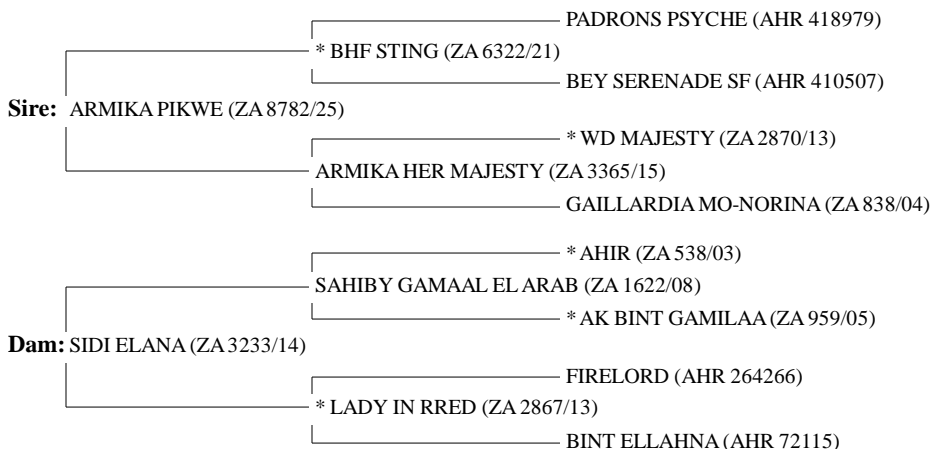 PADRONS PSYCHE (AHR 418979)
* BHF STING (ZA 6322/21)
BEY SERENADE SF (AHR 410507)
Sire: ARMIKA PIKWE (ZA 8782/25)
* WD MAJESTY (ZA 2870/13)
ARMIKA HER MAJESTY (ZA 3365/15)
GAILLARDIA MO-NORINA (ZA 838/04)
* AHIR (ZA 538/03)
SAHIBY GAMAAL EL ARAB (ZA 1622/08)
* AK BINT GAMILAA (ZA 959/05)
Dam: SIDI ELANA (ZA 3233/14)
FIRELORD (AHR 264266)
* LADY IN RRED (ZA 2867/13)
BINT ELLAHNA (AHR 72115)